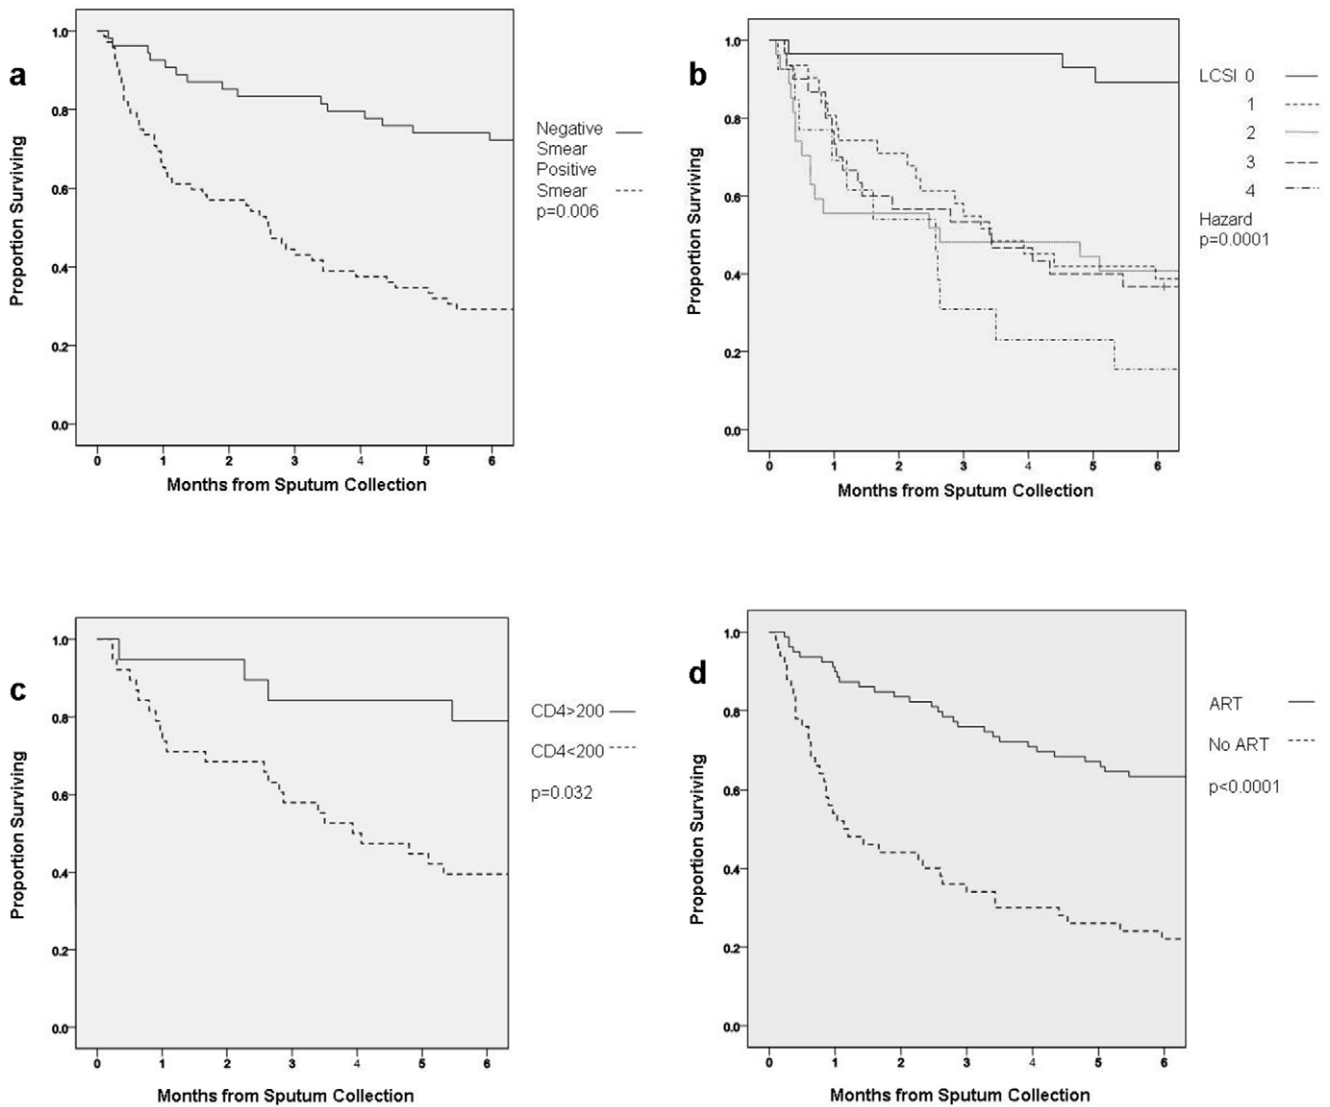 a
1.0
0.8
0.6
0.4
0.2
0.0
Proportion Surviving
0 1 2 3 4 5 6
Months from Sputum Collection
Negative
Smear
Positive
Smear
p=0.006
b
1.0
0.8
0.6
0.4
0.2
0.0
Proportion Surviving
0 1 2 3 4 5 6
Months from Sputum Collection
LCSI 0
1
2
3
4
Hazard
p=0.0001
c
1.0
0.8
0.6
0.4
0.2
0.0
Proportion Surviving
0 1 2 3 4 5 6
Months from Sputum Collection
CD4>200
CD4<200
p=0.032
d
1.0
0.8
0.6
0.4
0.2
0.0
Proportion Surviving
0 1 2 3 4 5 6
Months from Sputum Collection
ART
No ART
p<0.0001